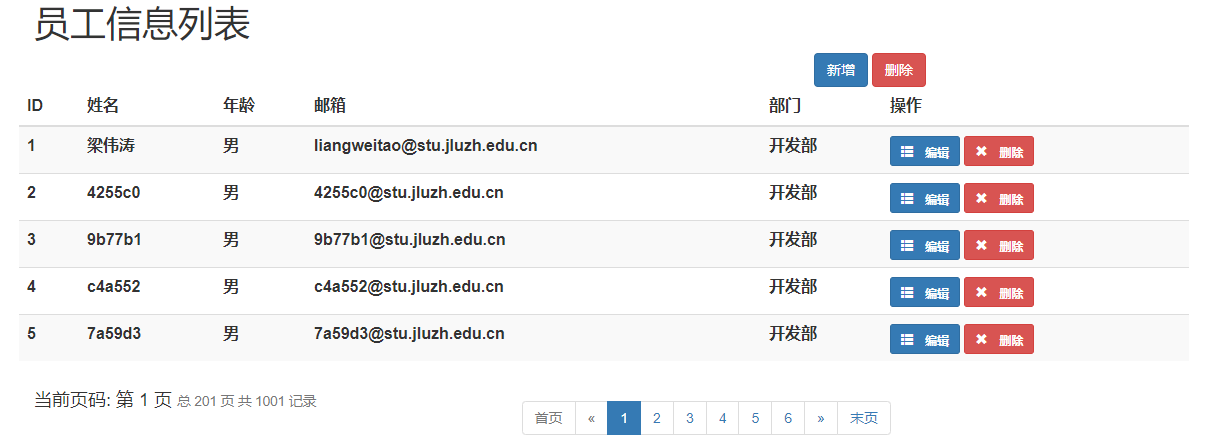 员工信息列表
新增 删除
ID 姓名 年龄 邮箱 部门 操作
1 梁伟涛 男 liangweitao@stu.jluzh.edu.cn 开发部 编辑 删除
2 4255c0 男 4255c0@stu.jluzh.edu.cn 开发部 编辑 删除
3 9b77b1 男 9b77b1@stu.jluzh.edu.cn 开发部 编辑 删除
4 c4a552 男 c4a552@stu.jluzh.edu.cn 开发部 编辑 删除
5 7a59d3 男 7a59d3@stu.jluzh.edu.cn 开发部 编辑 删除
当前页码: 第 1 页 总 201 页 共 1001 记录
首页 « 1 2 3 4 5 6 » 末页